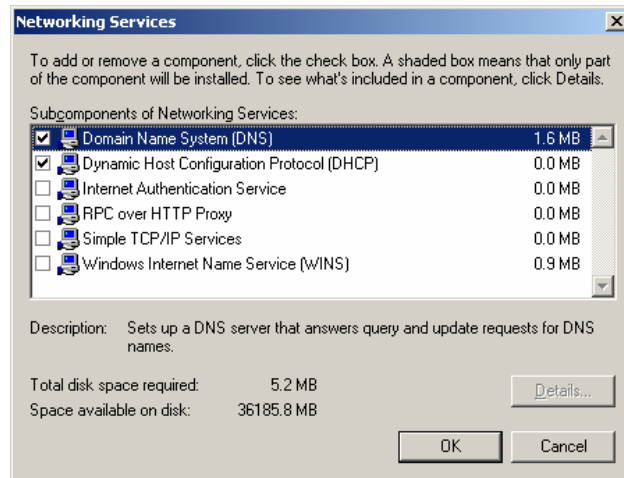 Networking Services
To add or remove a component, click the check box. A shaded box means that only part
of the component will be installed. To see what's included in a component, click Details.
Subcomponents of Networking Services:
Domain Name System (DNS) 1.6 MB
Dynamic Host Configuration Protocol (DHCP) 0.0 MB
Internet Authentication Service 0.0 MB
RPC over HTTP Proxy 0.0 MB
Simple TCP/IP Services 0.0 MB
Windows Internet Name Service (WINS) 0.9 MB
Description: Sets up a DNS server that answers query and update requests for DNS
names.
Total disk space required: 5.2 MB
Space available on disk: 36185.8 MB
Details...
OK Cancel